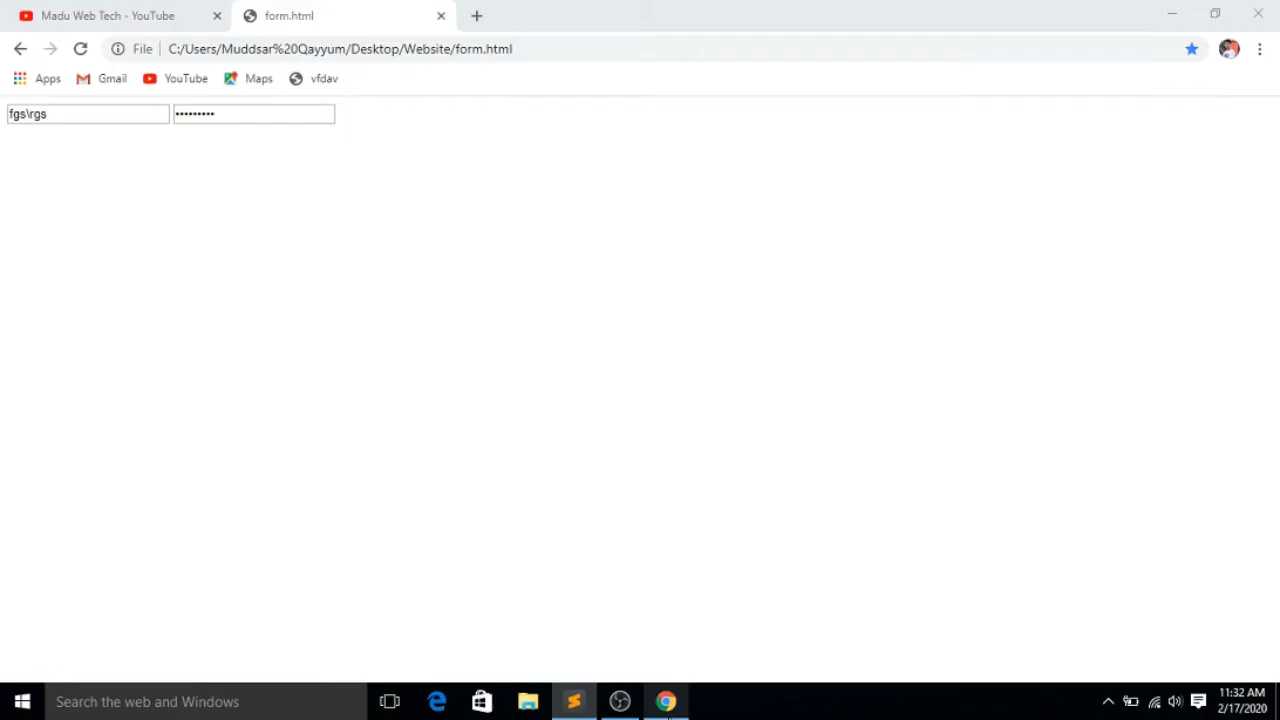 Madu Web Tech - YouTube
form.html
File
C:/Users/Muddsar%20Qayyum/Desktop/Website/form.html
Apps
Gmail
YouTube
Maps
vfdav
fgs\rgs
•••••••••
Search the web and Windows
11:32 AM
2/17/2020